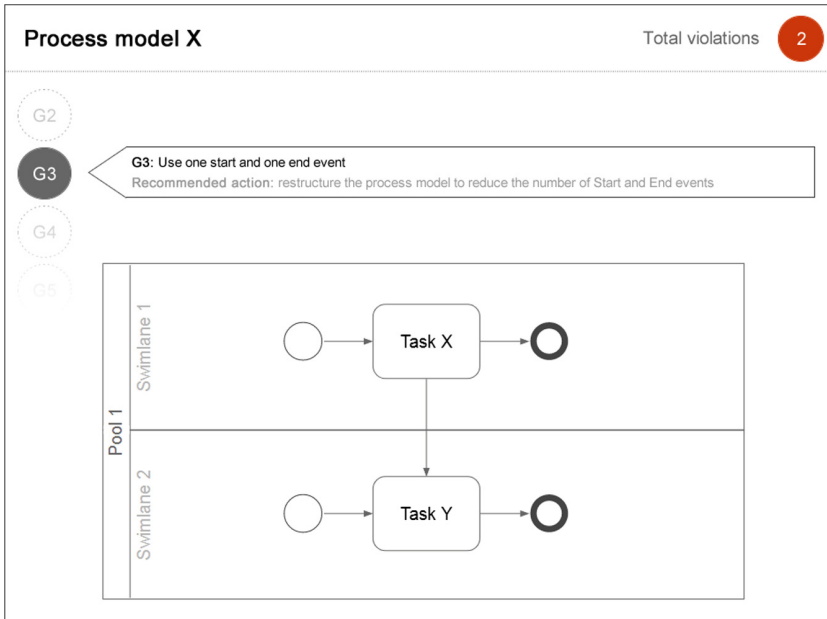 Process model X
Total violations 2
G2
G3
G3: Use one start and one end event
Recommended action: restructure the process model to reduce the number of Start and End events
G4
G5
Pool 1
Swimlane 1
Task X
Swimlane 2
Task Y